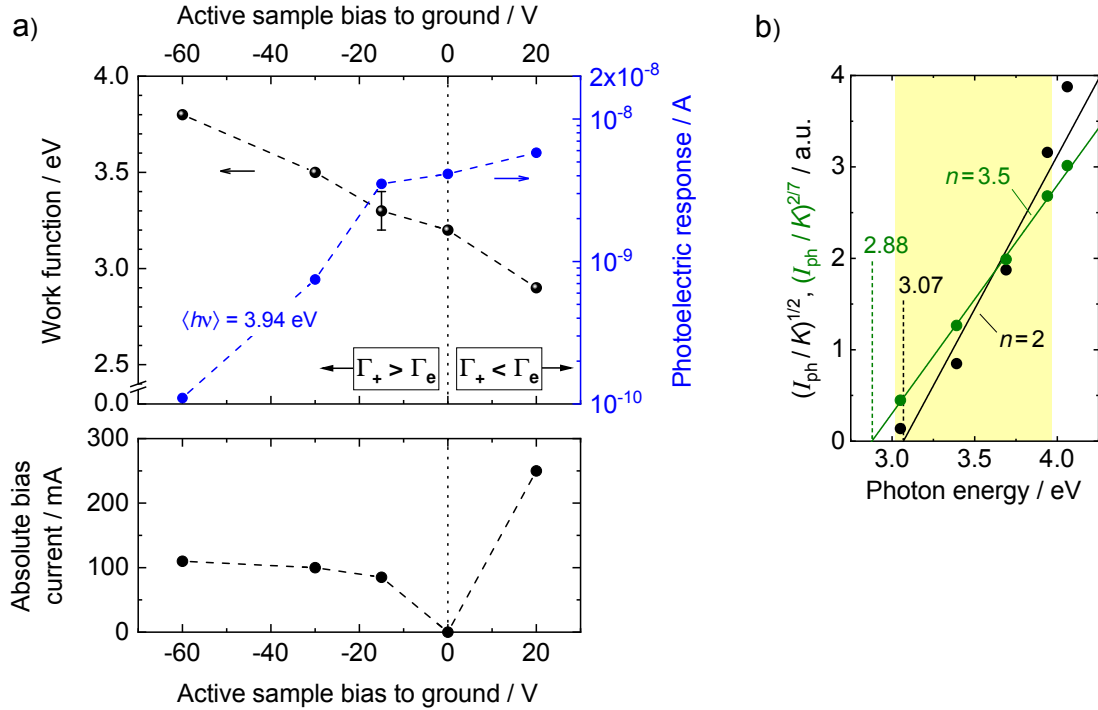 a)
Active sample bias to ground / V
-60 -40 -20 0 20
Work function / eV
4.0
3.5
3.0
2.5
0.0
2x10⁻⁸
10⁻⁸
10⁻⁹
10⁻¹⁰
Photoelectric response / A
⟨hν⟩ = 3.94 eV
Γ₊ > Γₑ
Γ₊ < Γₑ
Absolute bias
current / mA
300
200
100
0
-60 -40 -20 0 20
Active sample bias to ground / V
b)
(I_ph / K)^1/2 , (I_ph / K)^2/7 / a.u.
4
3
2
1
0
n = 3.5
2.88
3.07
n = 2
3.0 3.5 4.0
Photon energy / eV